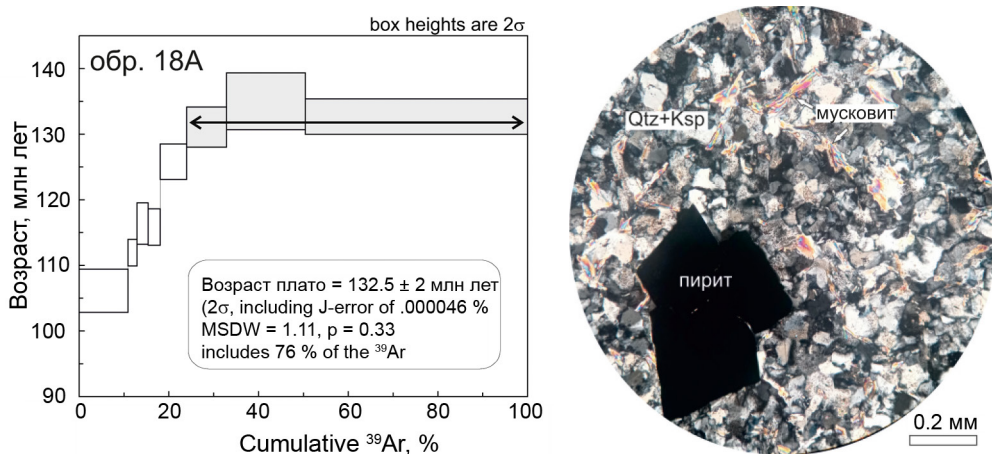 box heights are 2σ
обр. 18А
Возраст, млн лет
140
130
120
110
100
90
Возраст плато = 132.5 ± 2 млн лет
(2σ, including J-error of .000046 %
MSDW = 1.11, p = 0.33
includes 76 % of the ³⁹Ar
0
20
40
60
80
100
Cumulative ³⁹Ar, %
Qtz+Ksp
мусковит
пирит
0.2 мм